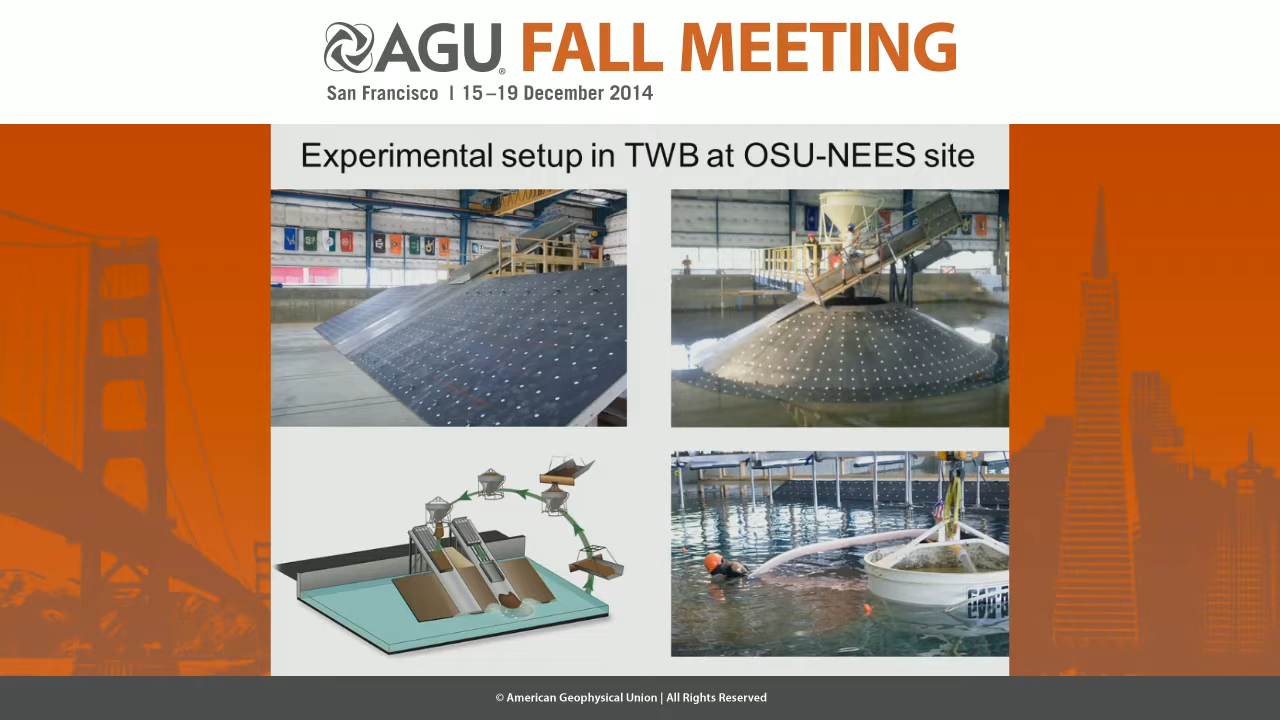 AGU® FALL MEETING
San Francisco | 15–19 December 2014
Experimental setup in TWB at OSU-NEES site
© American Geophysical Union | All Rights Reserved